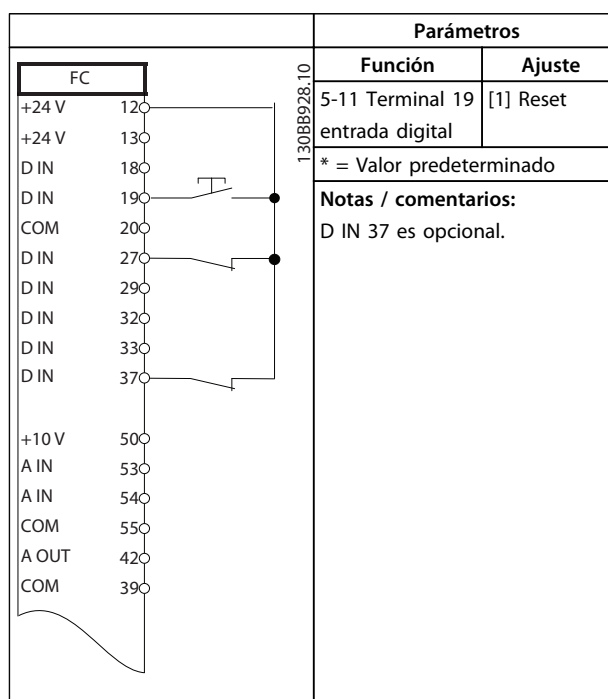 Parámetros
Función Ajuste
5-11 Terminal 19 entrada digital [1] Reset
* = Valor predeterminado
Notas / comentarios:
D IN 37 es opcional.
130BB928.10
FC
+24 V 12
+24 V 13
D IN 18
D IN 19
COM 20
D IN 27
D IN 29
D IN 32
D IN 33
D IN 37
+10 V 50
A IN 53
A IN 54
COM 55
A OUT 42
COM 39